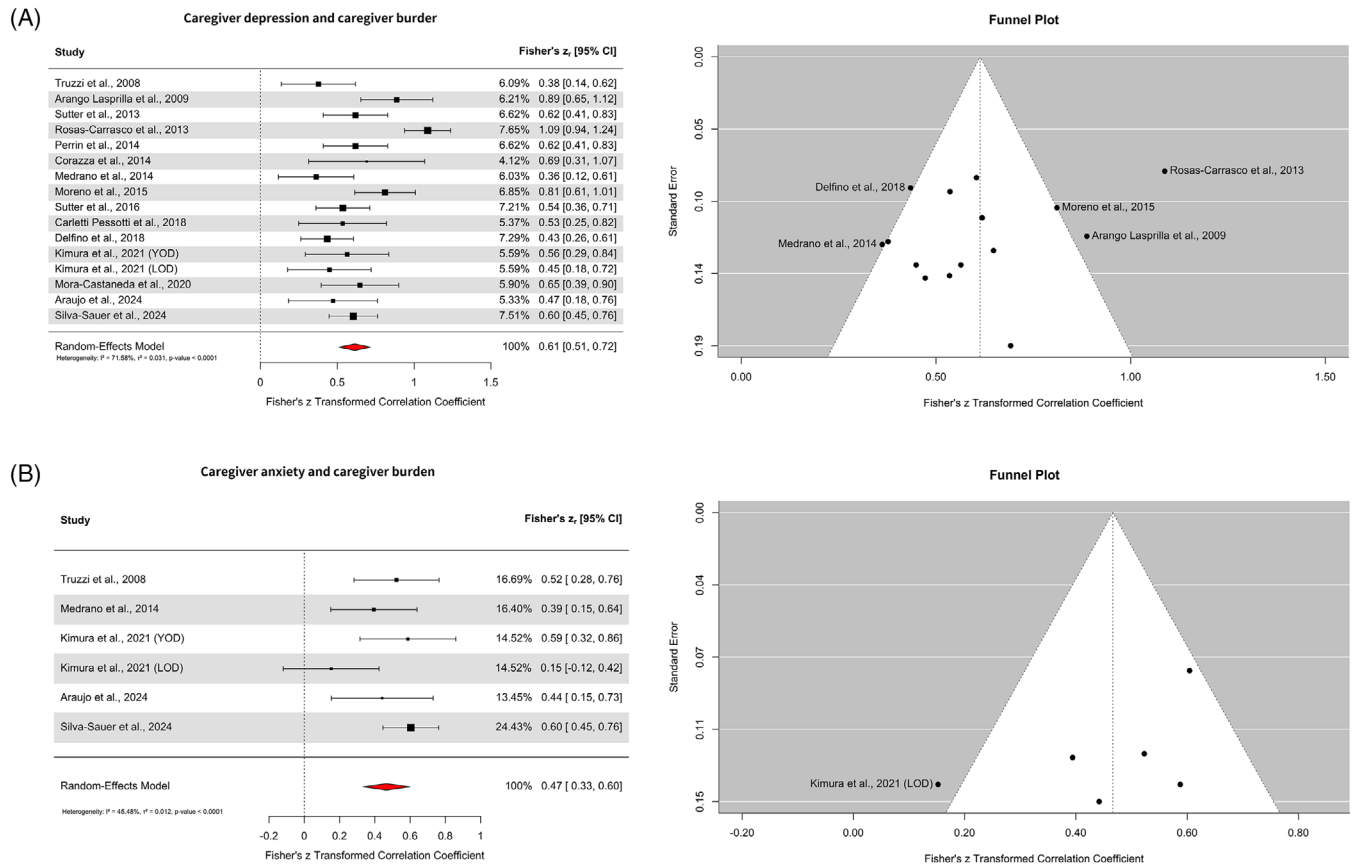 (A)
Caregiver depression and caregiver burder
Study Fisher's zr [95% CI]
Truzzi et al., 2008 6.09% 0.38 [0.14, 0.62]
Arango Lasprilla et al., 2009 6.21% 0.89 [0.65, 1.12]
Sutter et al., 2013 6.62% 0.62 [0.41, 0.83]
Rosas-Carrasco et al., 2013 7.65% 1.09 [0.94, 1.24]
Perrin et al., 2014 6.62% 0.62 [0.41, 0.83]
Corazza et al., 2014 4.12% 0.69 [0.31, 1.07]
Medrano et al., 2014 6.03% 0.36 [0.12, 0.61]
Moreno et al., 2015 6.85% 0.81 [0.61, 1.01]
Sutter et al., 2016 7.21% 0.54 [0.36, 0.71]
Carletti Pessotti et al., 2018 5.37% 0.53 [0.25, 0.82]
Delfino et al., 2018 7.29% 0.43 [0.26, 0.61]
Kimura et al., 2021 (YOD) 5.59% 0.56 [0.29, 0.84]
Kimura et al., 2021 (LOD) 5.59% 0.45 [0.18, 0.72]
Mora-Castaneda et al., 2020 5.90% 0.65 [0.39, 0.90]
Araujo et al., 2024 5.33% 0.47 [0.18, 0.76]
Silva-Sauer et al., 2024 7.51% 0.60 [0.45, 0.76]
Random-Effects Model 100% 0.61 [0.51, 0.72]
Heterogeneity: I² = 71.58%, τ² = 0.031, p-value < 0.0001
0 0.5 1 1.5
Fisher's z Transformed Correlation Coefficient
Funnel Plot
Standard Error
0.00
0.05
0.10
0.14
0.19
Rosas-Carrasco et al., 2013
Delfino et al., 2018
Moreno et al., 2015
Arango Lasprilla et al., 2009
Medrano et al., 2014
0.00 0.50 1.00 1.50
Fisher's z Transformed Correlation Coefficient
(B)
Caregiver anxiety and caregiver burden
Study Fisher's zr [95% CI]
Truzzi et al., 2008 16.69% 0.52 [ 0.28, 0.76]
Medrano et al., 2014 16.40% 0.39 [ 0.15, 0.64]
Kimura et al., 2021 (YOD) 14.52% 0.59 [ 0.32, 0.86]
Kimura et al., 2021 (LOD) 14.52% 0.15 [-0.12, 0.42]
Araujo et al., 2024 13.45% 0.44 [ 0.15, 0.73]
Silva-Sauer et al., 2024 24.43% 0.60 [ 0.45, 0.76]
Random-Effects Model 100% 0.47 [ 0.33, 0.60]
Heterogeneity: I² = 45.48%, τ² = 0.012, p-value < 0.0001
-0.2 0 0.2 0.4 0.6 0.8 1
Fisher's z Transformed Correlation Coefficient
Funnel Plot
Standard Error
0.00
0.04
0.07
0.11
0.15
Kimura et al., 2021 (LOD)
-0.20 0.00 0.20 0.40 0.60 0.80
Fisher's z Transformed Correlation Coefficient